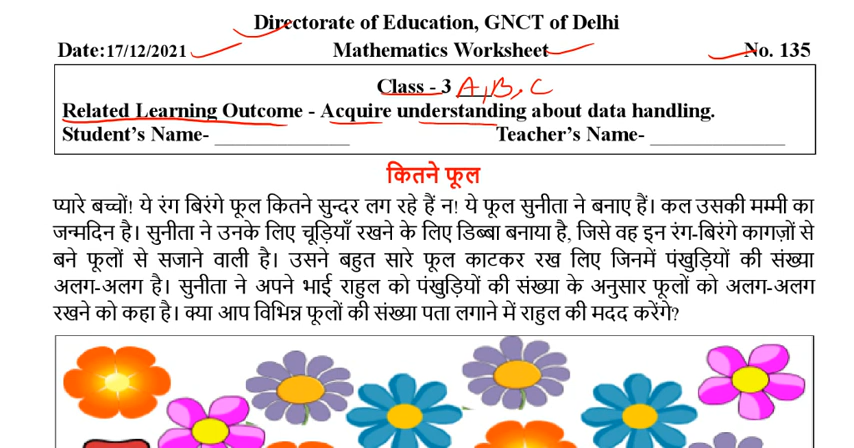 Directorate of Education, GNCT of Delhi
Date:17/12/2021 Mathematics Worksheet No. 135
Class - 3 A, B, C
Related Learning Outcome - Acquire understanding about data handling.
Student's Name- ______________ Teacher's Name- ______________
कितने फूल
प्यारे बच्चों! ये रंग बिरंगे फूल कितने सुन्दर लग रहे हैं न! ये फूल सुनीता ने बनाए हैं। कल उसकी मम्मी का
जन्मदिन है। सुनीता ने उनके लिए चूड़ियाँ रखने के लिए डिब्बा बनाया है, जिसे वह इन रंग-बिरंगे कागज़ों से
बने फूलों से सजाने वाली है। उसने बहुत सारे फूल काटकर रख लिए जिनमें पंखुड़ियों की संख्या
अलग-अलग है। सुनीता ने अपने भाई राहुल को पंखुड़ियों की संख्या के अनुसार फूलों को अलग-अलग
रखने को कहा है। क्या आप विभिन्न फूलों की संख्या पता लगाने में राहुल की मदद करेंगे?